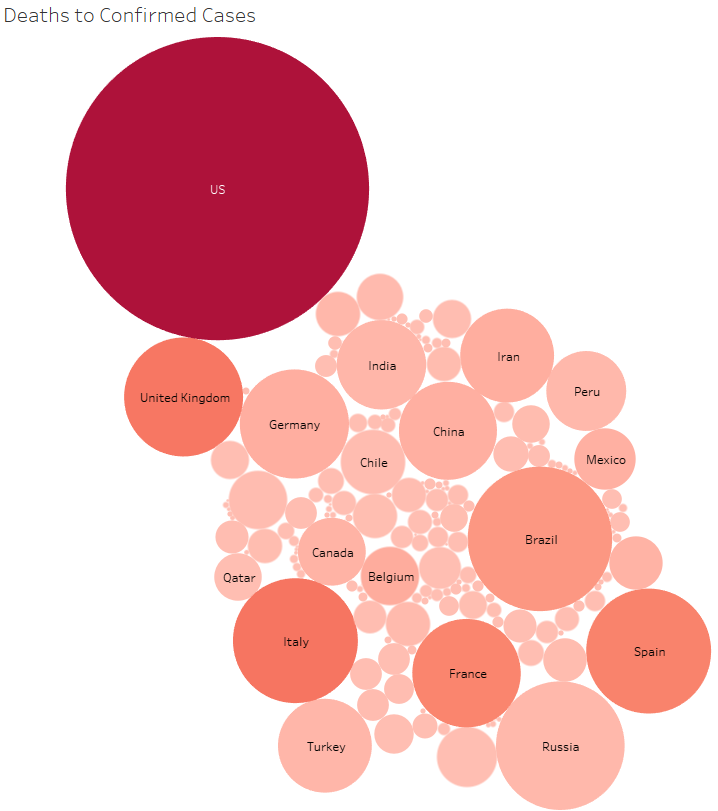 Deaths to Confirmed Cases
US
India
Iran
Peru
United Kingdom
Germany
China
Chile
Mexico
Brazil
Canada
Belgium
Qatar
Italy
France
Spain
Turkey
Russia